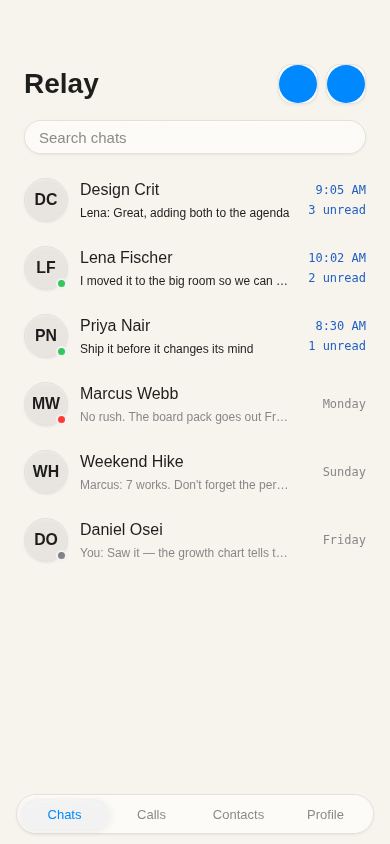 Relay
Search chats
DC
Design Crit
9:05 AM
Lena: Great, adding both to the agenda
3 unread
LF
Lena Fischer
10:02 AM
I moved it to the big room so we can …
2 unread
PN
Priya Nair
8:30 AM
Ship it before it changes its mind
1 unread
MW
Marcus Webb
Monday
No rush. The board pack goes out Fr…
WH
Weekend Hike
Sunday
Marcus: 7 works. Don't forget the per…
DO
Daniel Osei
Friday
You: Saw it — the growth chart tells t…
Chats
Calls
Contacts
Profile